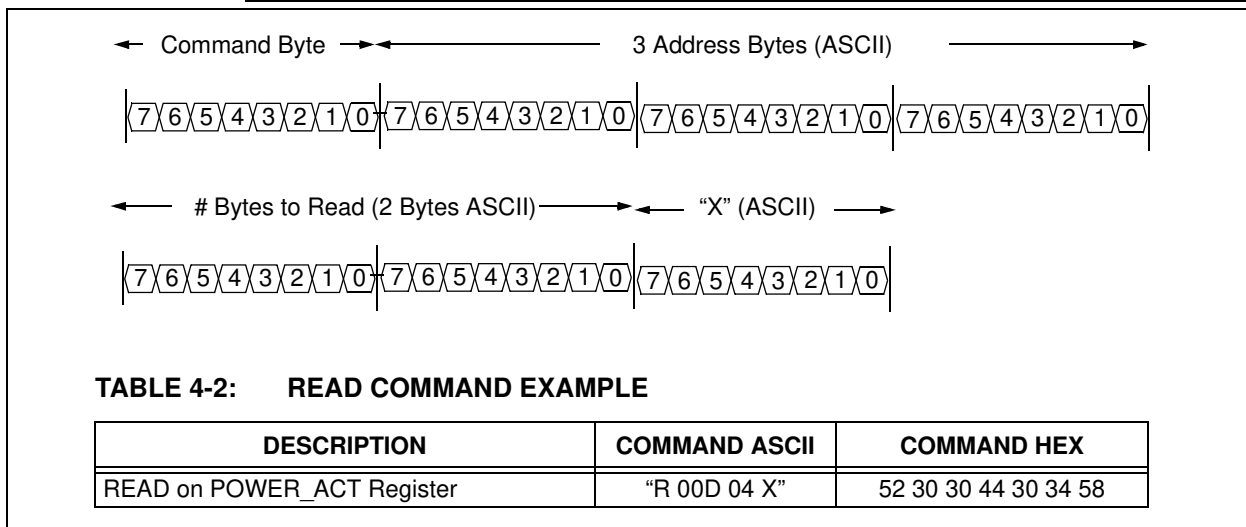 Command Byte 3 Address Bytes (ASCII)
7 6 5 4 3 2 1 0 7 6 5 4 3 2 1 0 7 6 5 4 3 2 1 0 7 6 5 4 3 2 1 0
# Bytes to Read (2 Bytes ASCII) “X” (ASCII)
7 6 5 4 3 2 1 0 7 6 5 4 3 2 1 0 7 6 5 4 3 2 1 0
TABLE 4-2: READ COMMAND EXAMPLE
DESCRIPTION COMMAND ASCII COMMAND HEX
READ on POWER_ACT Register “R 00D 04 X” 52 30 30 44 30 34 58